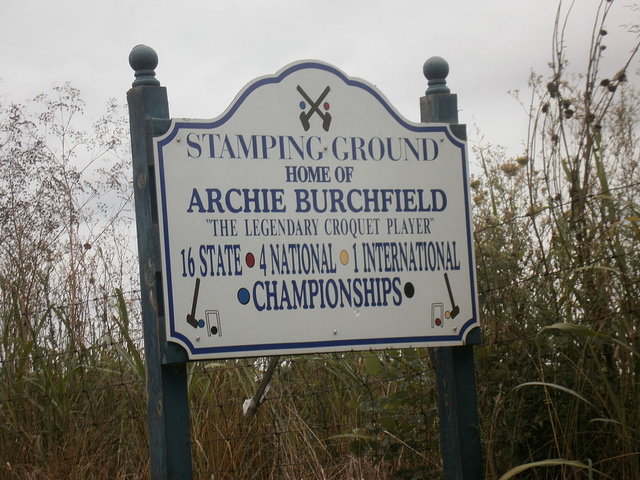 STAMPING GROUND
HOME OF
ARCHIE BURCHFIELD
"THE LEGENDARY CROQUET PLAYER"
16 STATE • 4 NATIONAL • 1 INTERNATIONAL
• CHAMPIONSHIPS •